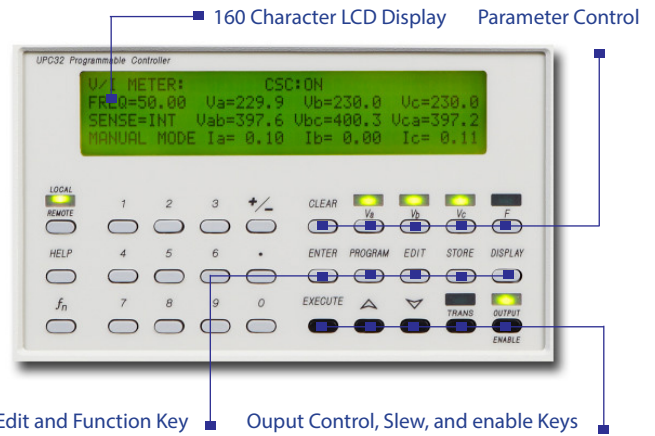 160 Character LCD Display Parameter Control
UPC32 Programmable Controller
V/I METER: CSC:ON
FREQ=50.00 Va=229.9 Vb=230.0 Vc=230.0
SENSE=INT Vab=397.6 Vbc=400.3 Vca=397.2
MANUAL MODE Ia= 0.10 Ib= 0.00 Ic= 0.11
LOCAL
REMOTE 1 2 3 +/- CLEAR Va Vb Vc F
HELP 4 5 6 • ENTER PROGRAM EDIT STORE DISPLAY
fn 7 8 9 0 EXECUTE TRANS OUTPUT
ENABLE
Edit and Function Key Ouput Control, Slew, and enable Keys